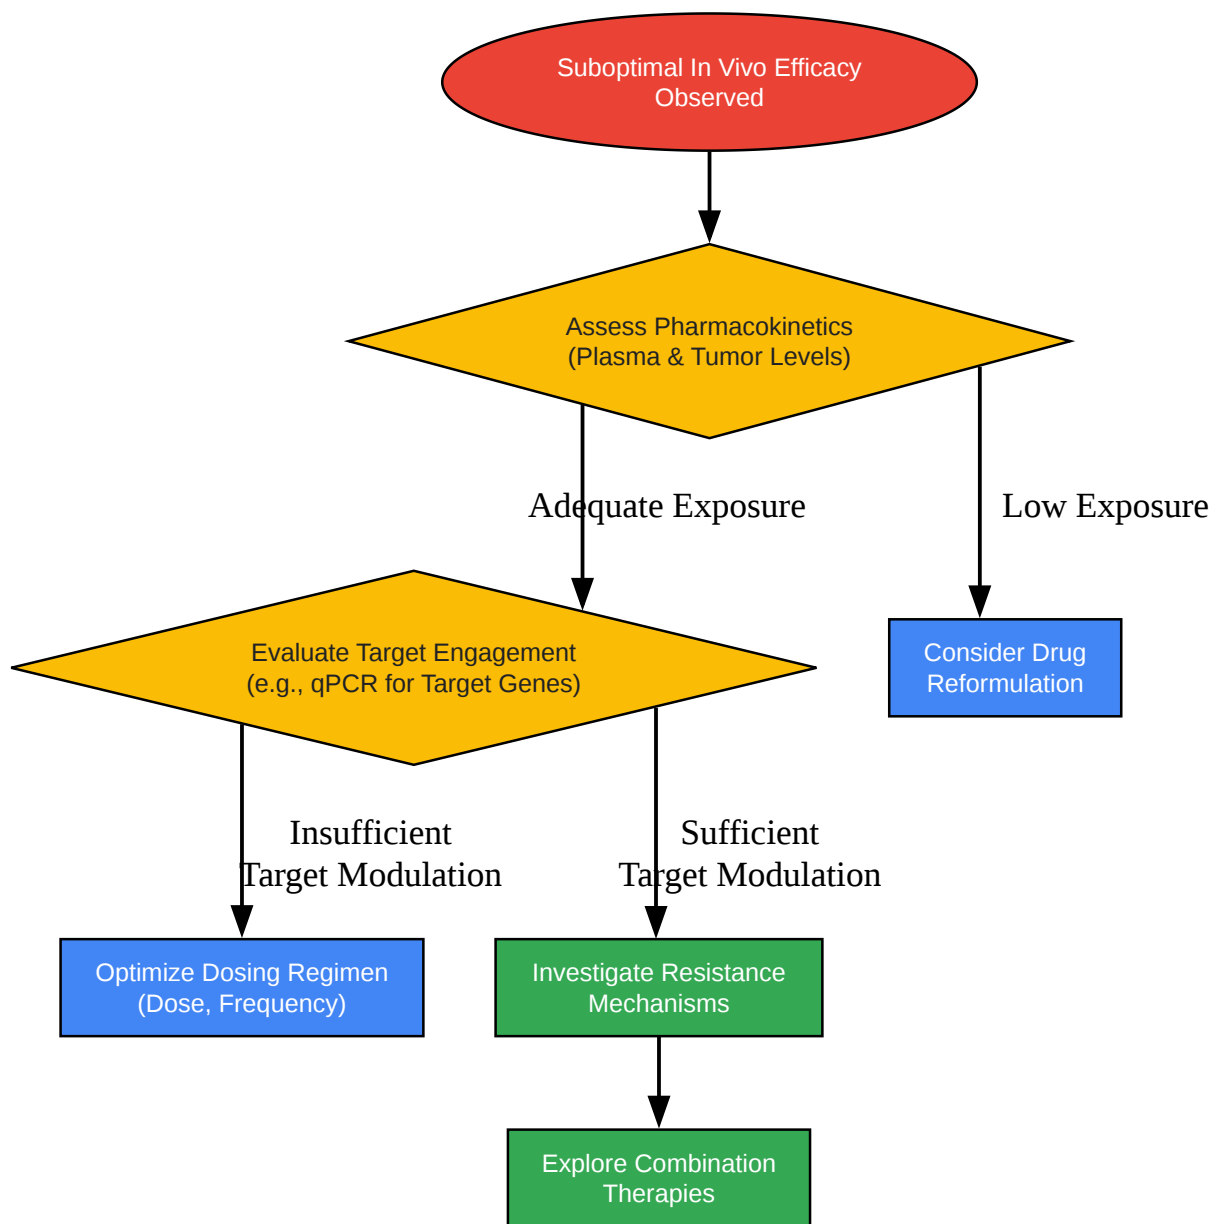 Suboptimal In Vivo Efficacy
Observed
Assess Pharmacokinetics
(Plasma & Tumor Levels)
Adequate Exposure
Low Exposure
Evaluate Target Engagement
(e.g., qPCR for Target Genes)
Consider Drug
Reformulation
Insufficient
Target Modulation
Sufficient
Target Modulation
Optimize Dosing Regimen
(Dose, Frequency)
Investigate Resistance
Mechanisms
Explore Combination
Therapies